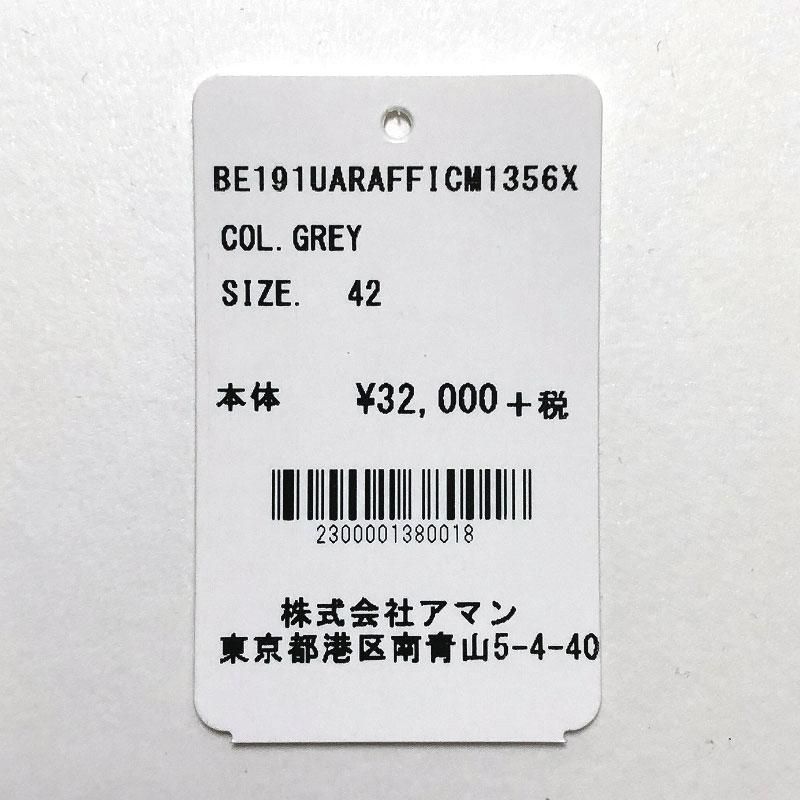 BE191UARAFFICM1356X
COL.GREY
SIZE. 42
本体 ¥32,000+税
2300001380018
株式会社アマン
東京都港区南青山5-4-40